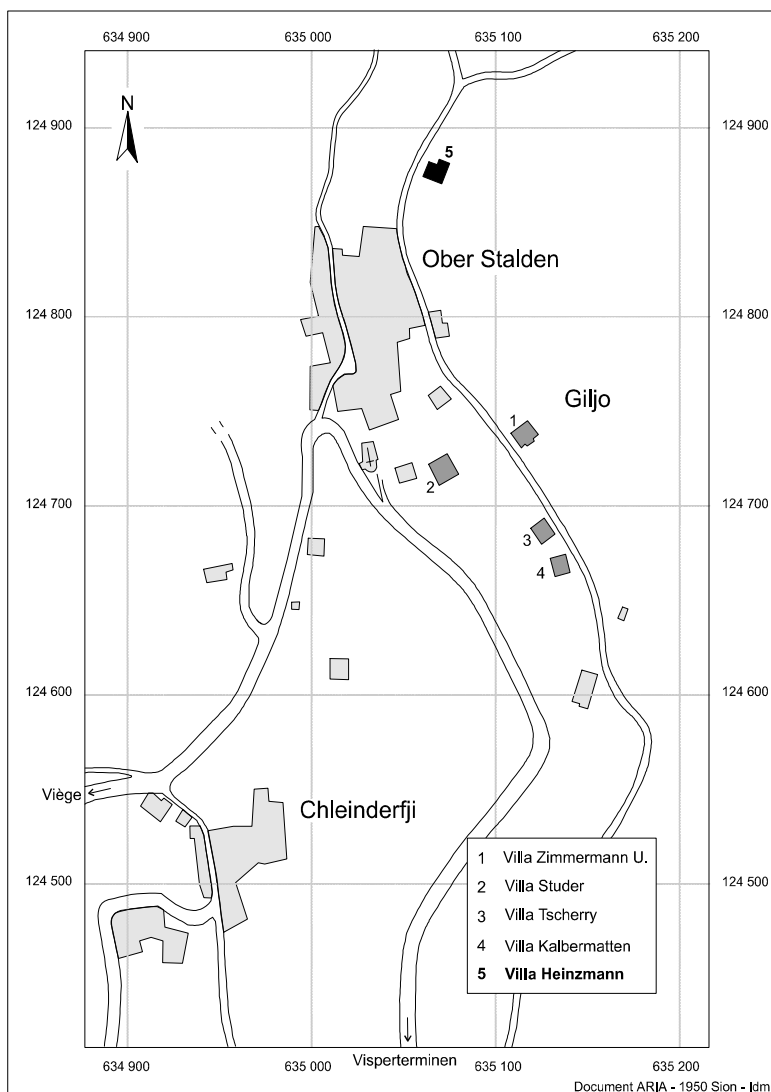 634 900 635 000 635 100 635 200
N
124 900 124 900
5
Ober Stalden
124 800 124 800
Giljo
1
2
124 700 124 700
3
4
124 600 124 600
Viège
Chleinderfji
1 Villa Zimmermann U.
2 Villa Studer
3 Villa Tscherry
4 Villa Kalbermatten
5 Villa Heinzmann
124 500 124 500
Visperterminen
634 900 635 000 635 100 635 200
Document ARIA - 1950 Sion - ldm